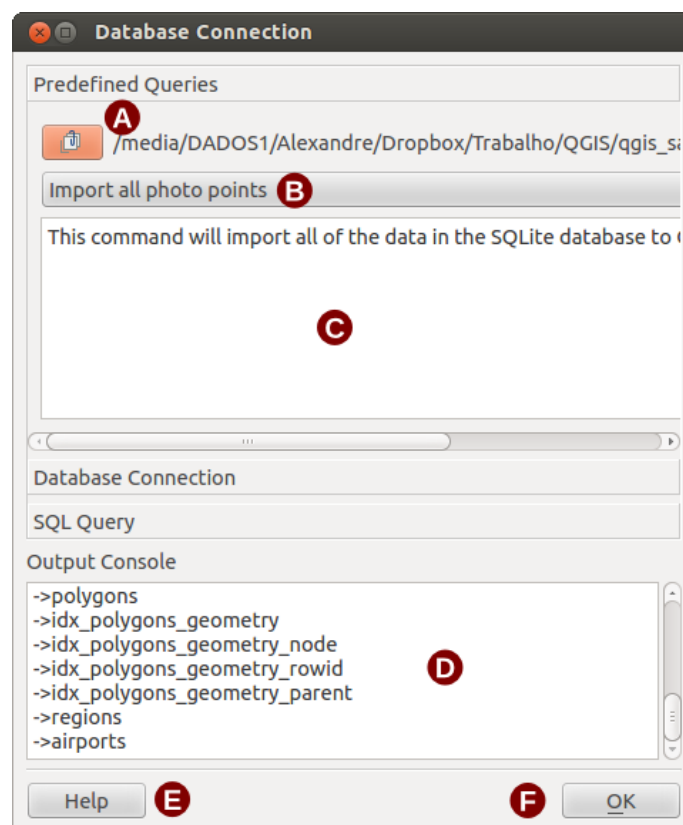 Database Connection
Predefined Queries
A
/media/DADOS1/Alexandre/Dropbox/Trabalho/QGIS/qgis_sa
Import all photo points B
This command will import all of the data in the SQLite database to
C
Database Connection
SQL Query
Output Console
->polygons
->idx_polygons_geometry
->idx_polygons_geometry_node
->idx_polygons_geometry_rowid
D
->idx_polygons_geometry_parent
->regions
->airports
Help E F OK